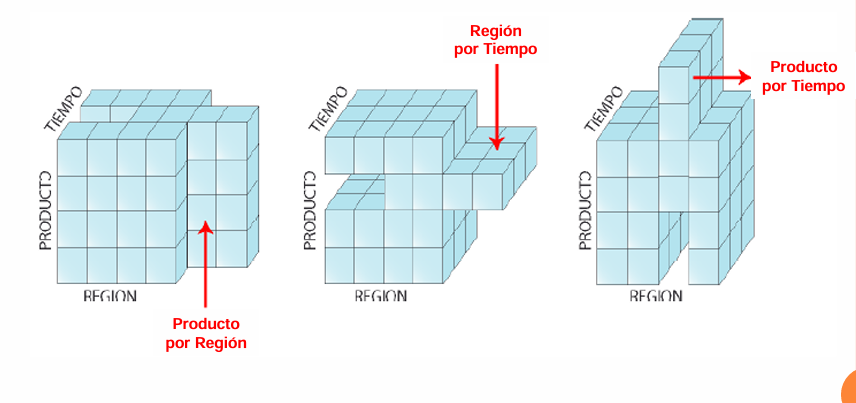 TIEMPO
PRODUCTO
REGION
Producto
por Región
Región
por Tiempo
TIEMPO
PRODUCTO
REGION
Producto
por Tiempo
TIEMPO
PRODUCTO
REGION